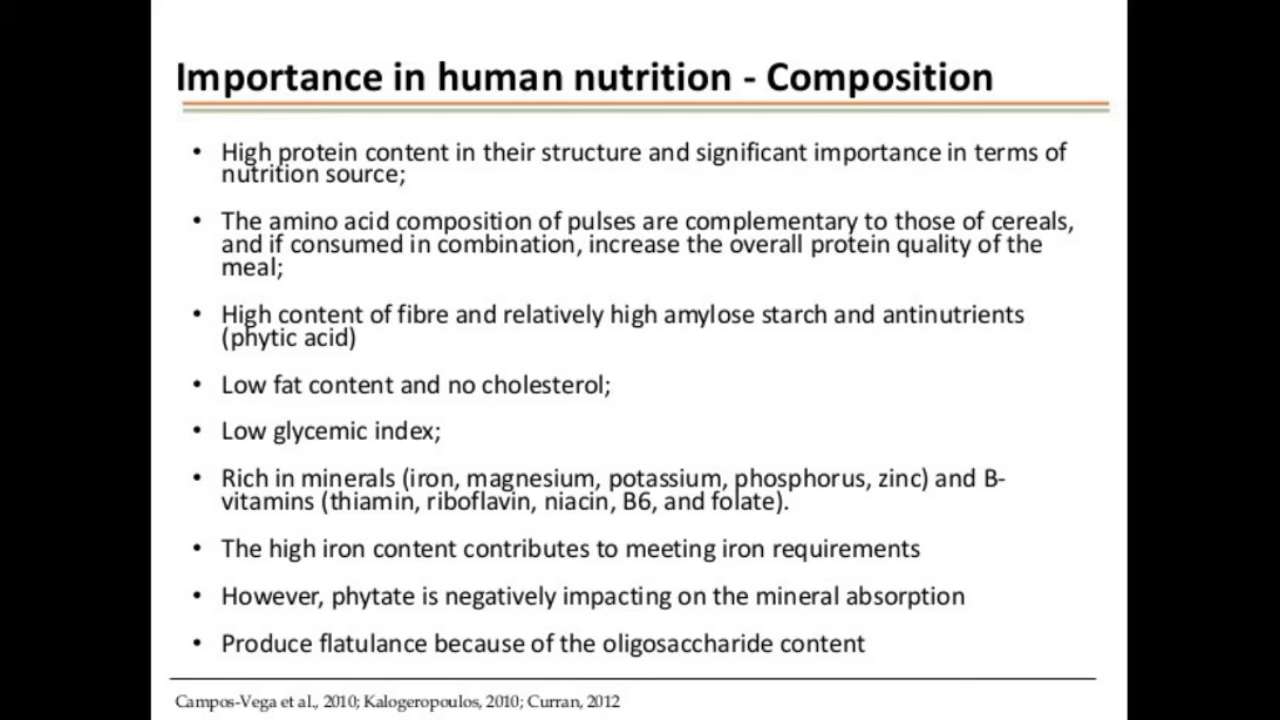 Importance in human nutrition - Composition
• High protein content in their structure and significant importance in terms of
nutrition source;
• The amino acid composition of pulses are complementary to those of cereals,
and if consumed in combination, increase the overall protein quality of the
meal;
• High content of fibre and relatively high amylose starch and antinutrients
(phytic acid)
• Low fat content and no cholesterol;
• Low glycemic index;
• Rich in minerals (iron, magnesium, potassium, phosphorus, zinc) and B-
vitamins (thiamin, riboflavin, niacin, B6, and folate).
• The high iron content contributes to meeting iron requirements
• However, phytate is negatively impacting on the mineral absorption
• Produce flatulance because of the oligosaccharide content
Campos-Vega et al., 2010; Kalogeropoulos, 2010; Curran, 2012